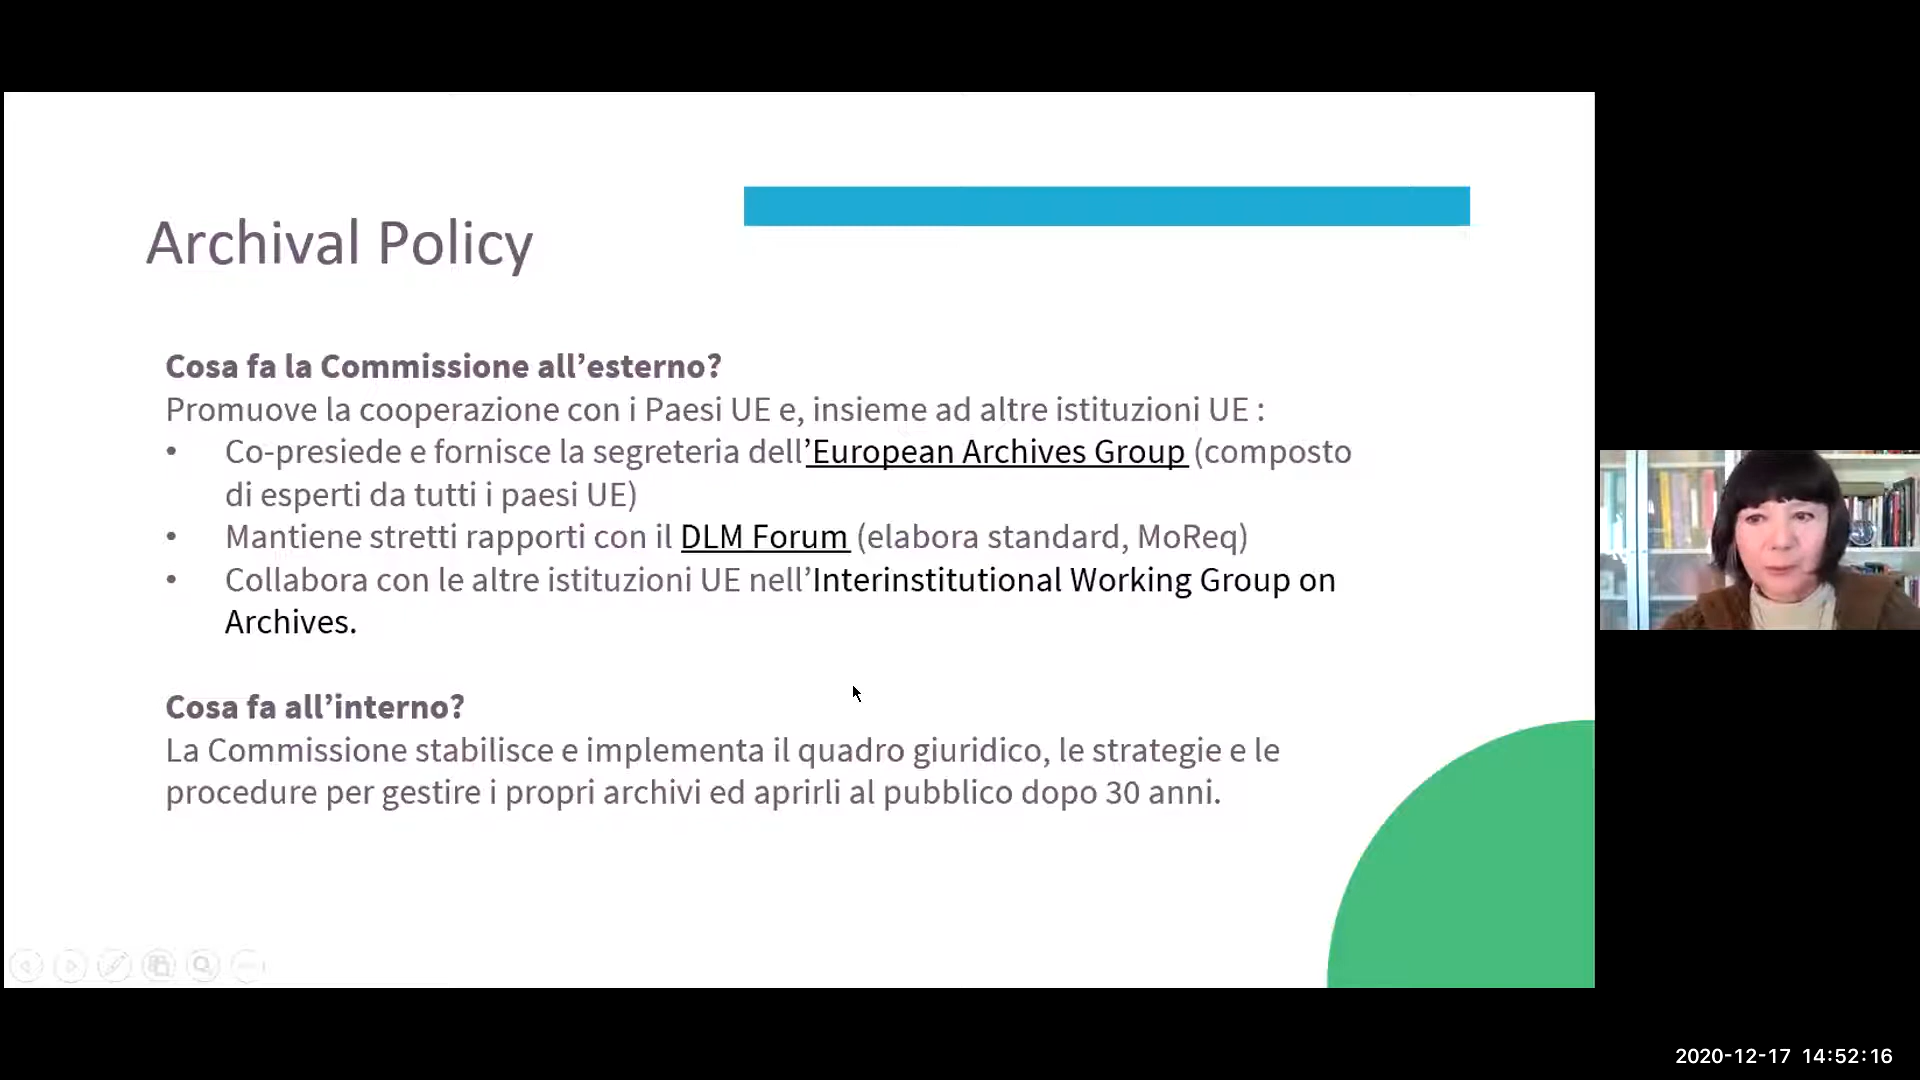 Archival Policy
Cosa fa la Commissione all’esterno?
Promuove la cooperazione con i Paesi UE e, insieme ad altre istituzioni UE :
• Co-presiede e fornisce la segreteria dell’European Archives Group (composto
di esperti da tutti i paesi UE)
• Mantiene stretti rapporti con il DLM Forum (elabora standard, MoReq)
• Collabora con le altre istituzioni UE nell’Interinstitutional Working Group on
Archives.
Cosa fa all’interno?
La Commissione stabilisce e implementa il quadro giuridico, le strategie e le
procedure per gestire i propri archivi ed aprirli al pubblico dopo 30 anni.
2020-12-17 14:52:16